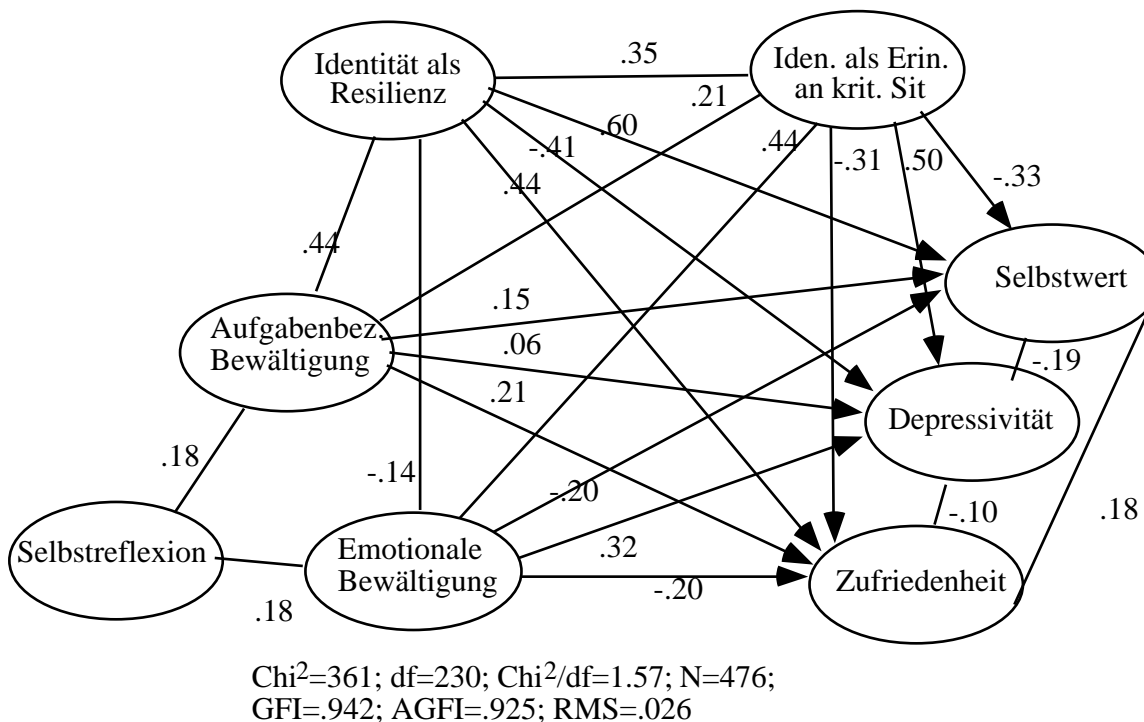 Identität als
Resilienz
.35
Iden. als Erin.
an krit. Sit
.21
.60
.44
-.41
-.31
.50
.44
-.33
.44
Selbstwert
Aufgabenbez.
Bewältigung
.15
.06
.21
-.19
Depressivität
.18
-.14
-.20
-.10
.18
Selbstreflexion
Emotionale
Bewältigung
.32
-.20
Zufriedenheit
.18
Chi²=361; df=230; Chi²/df=1.57; N=476;
GFI=.942; AGFI=.925; RMS=.026